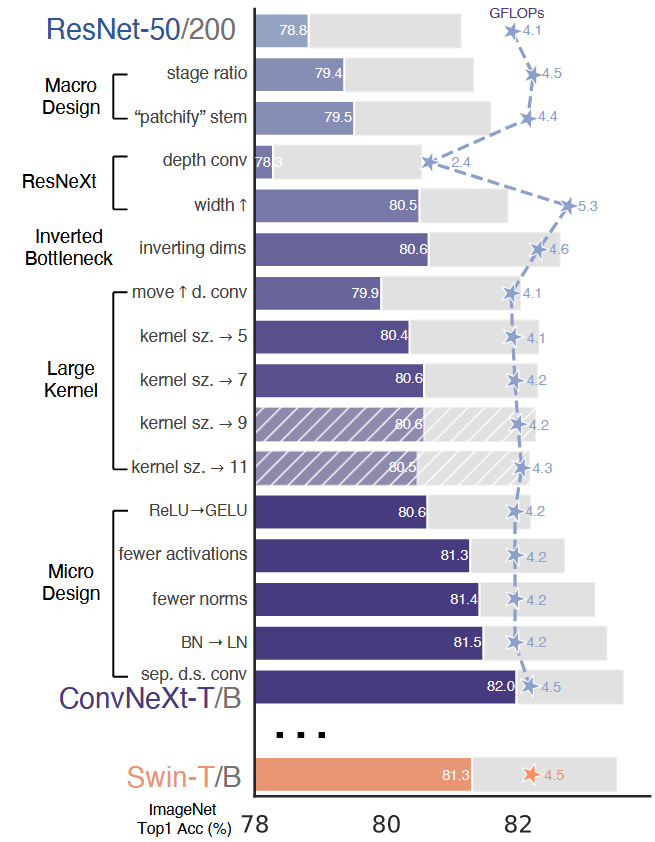 GFLOPs
ResNet-50/200 78.8 4.1
Macro Design
stage ratio 79.4 4.5
"patchify" stem 79.5 4.4
ResNeXt
depth conv 78.3 2.4
width ↑ 80.5 5.3
Inverted Bottleneck
inverting dims 80.6 4.6
Large Kernel
move ↑ d. conv 79.9 4.1
kernel sz. → 5 80.4 4.1
kernel sz. → 7 80.6 4.2
kernel sz. → 9 80.6 4.2
kernel sz. → 11 80.5 4.3
Micro Design
ReLU→GELU 80.6 4.2
fewer activations 81.3 4.2
fewer norms 81.4 4.2
BN → LN 81.5 4.2
sep. d.s. conv
ConvNeXt-T/B 82.0 4.5
. . .
Swin-T/B 81.3 4.5
ImageNet
Top1 Acc (%) 78 80 82